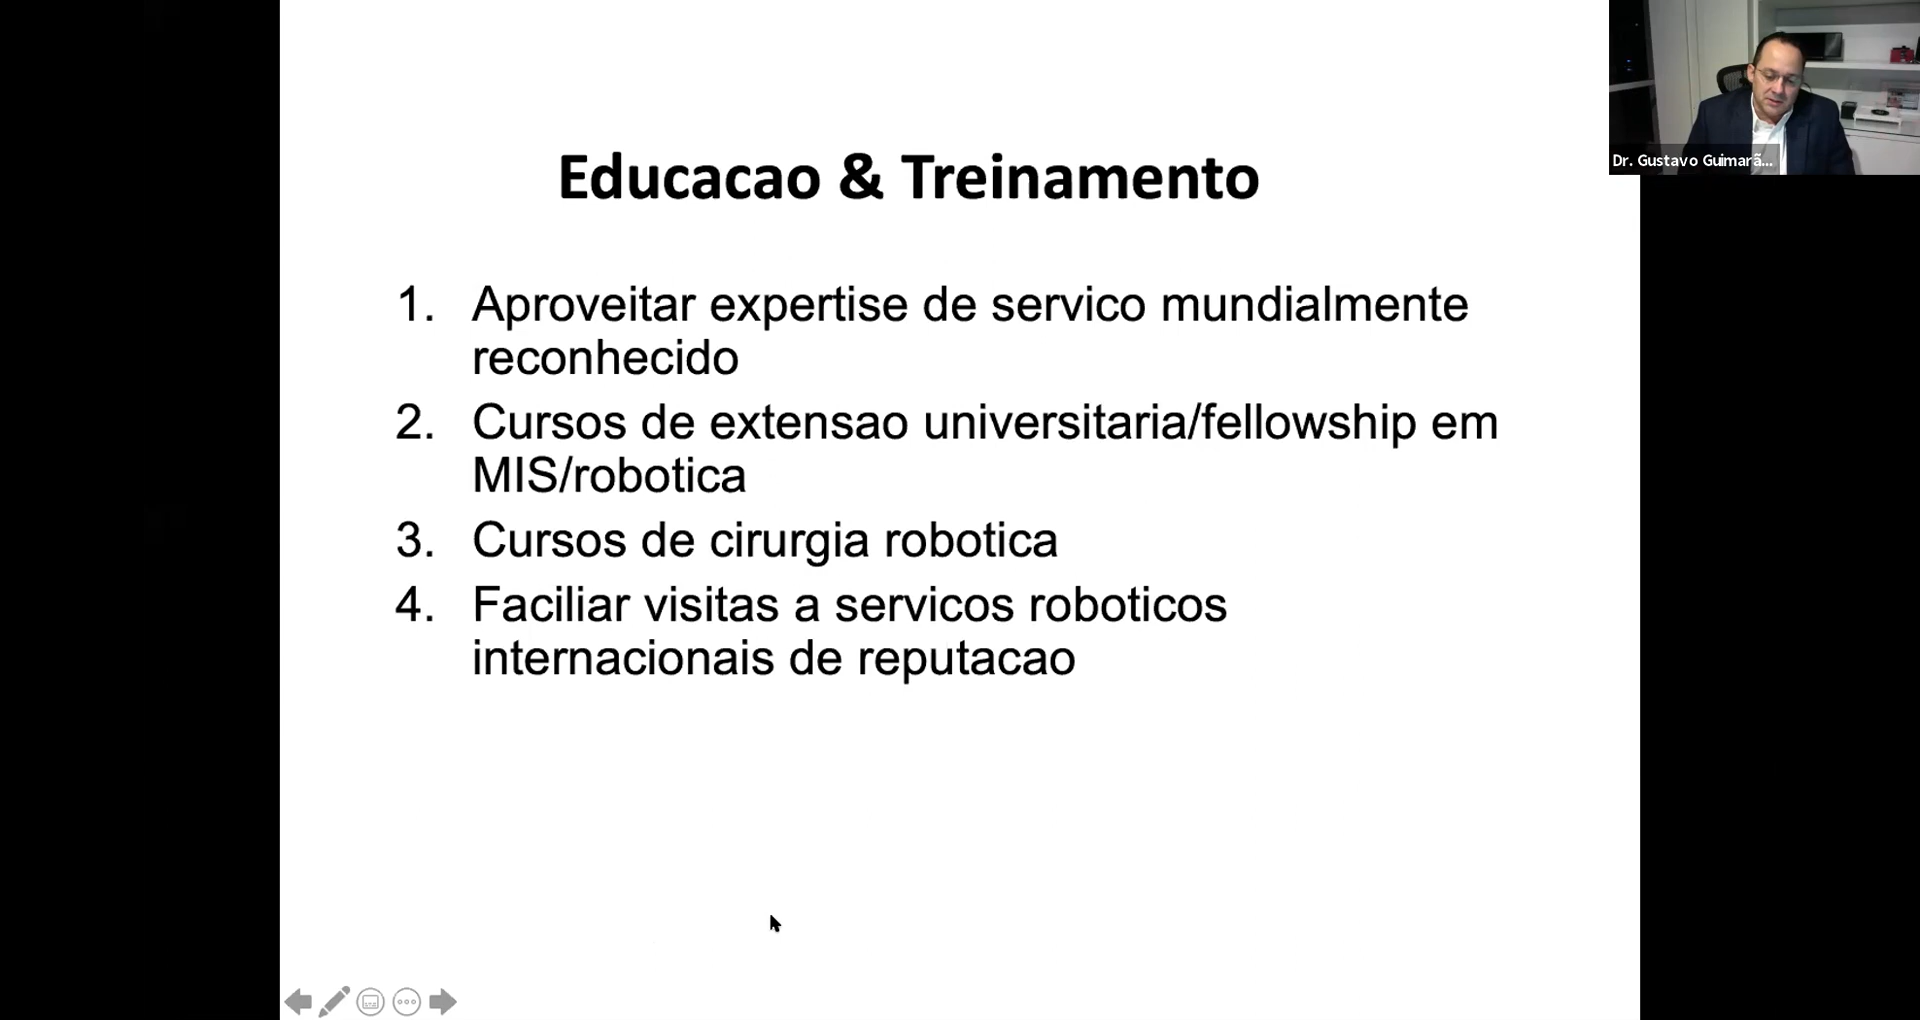 Educacao & Treinamento
1. Aproveitar expertise de servico mundialmente
reconhecido
2. Cursos de extensao universitaria/fellowship em
MIS/robotica
3. Cursos de cirurgia robotica
4. Faciliar visitas a servicos roboticos
internacionais de reputacao
Dr. Gustavo Guimarã...